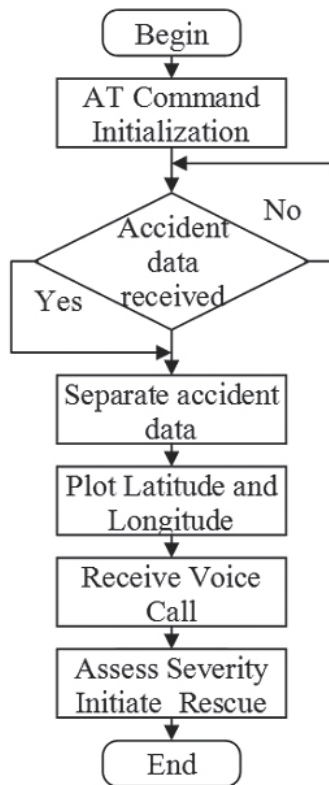 Begin
AT Command
Initialization
No
Accident
data
received
Yes
Separate accident
data
Plot Latitude and
Longitude
Receive Voice
Call
Assess Severity
Initiate Rescue
End